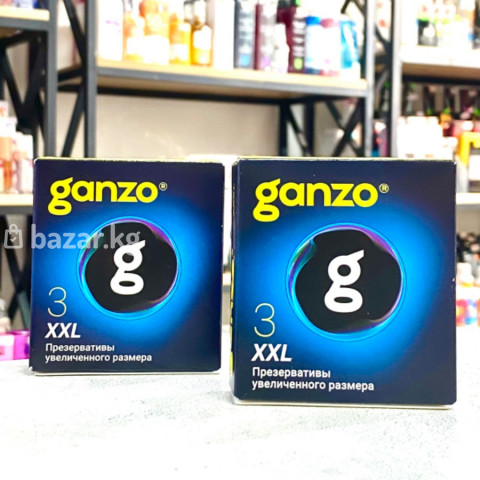 ganzo®
g
3
XXL
Презервативы
увеличенного размера
ganzo®
g
3
XXL
Презервативы
увеличенного размера
bazar.kg